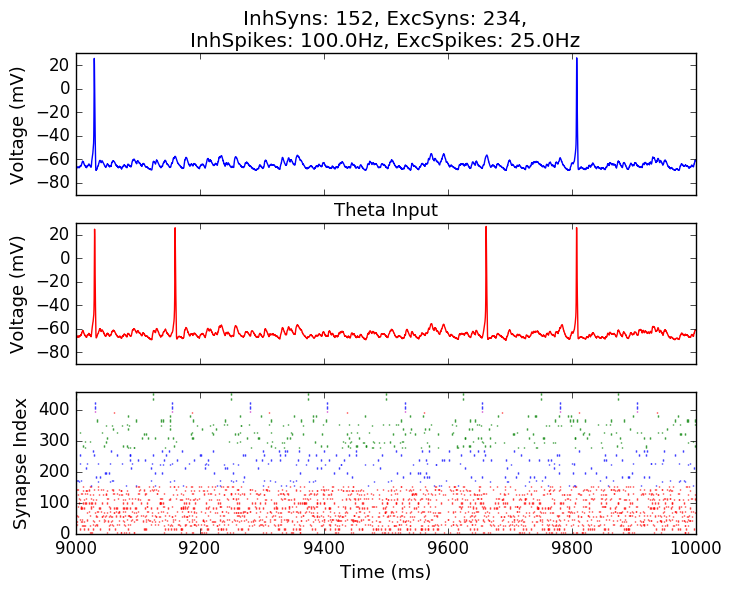 InhSyns: 152, ExcSyns: 234,
InhSpikes: 100.0Hz, ExcSpikes: 25.0Hz
Voltage (mV)
20
0
−20
−40
−60
−80
Theta Input
Voltage (mV)
20
0
−20
−40
−60
−80
Synapse Index
400
300
200
100
0
9000 9200 9400 9600 9800 10000
Time (ms)